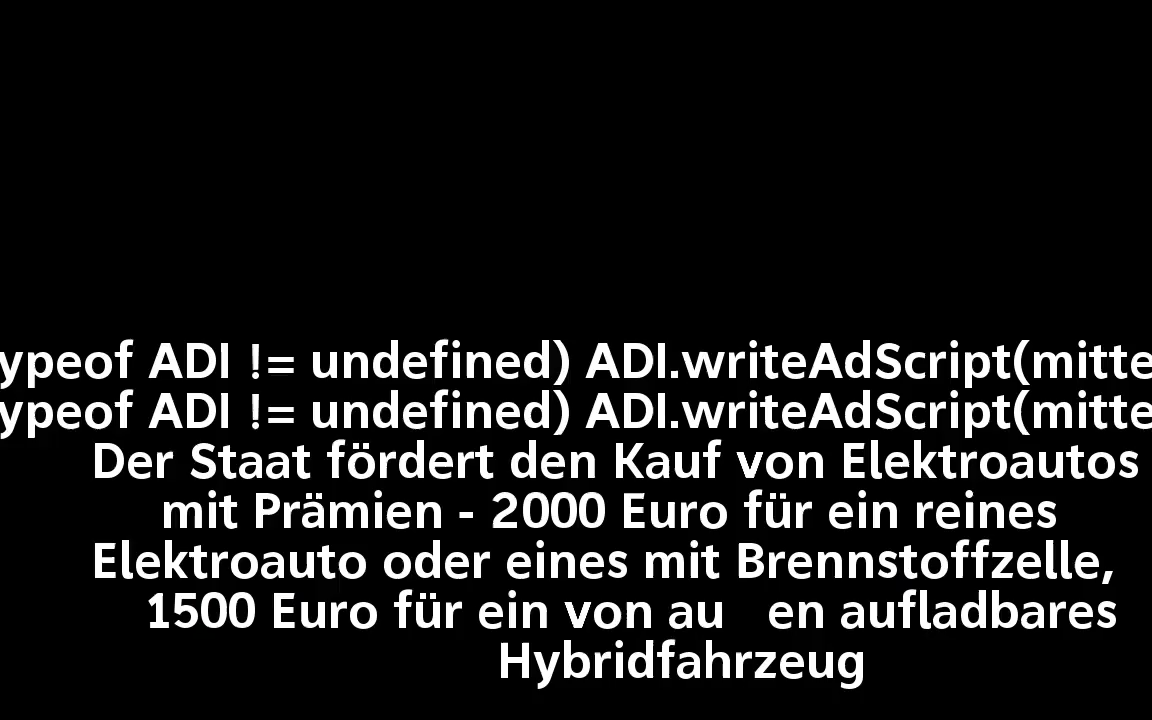 ypeof ADI != undefined) ADI.writeAdScript(mitte
ypeof ADI != undefined) ADI.writeAdScript(mitte
Der Staat fördert den Kauf von Elektroautos
mit Prämien - 2000 Euro für ein reines
Elektroauto oder eines mit Brennstoffzelle,
1500 Euro für ein von au en aufladbares
Hybridfahrzeug